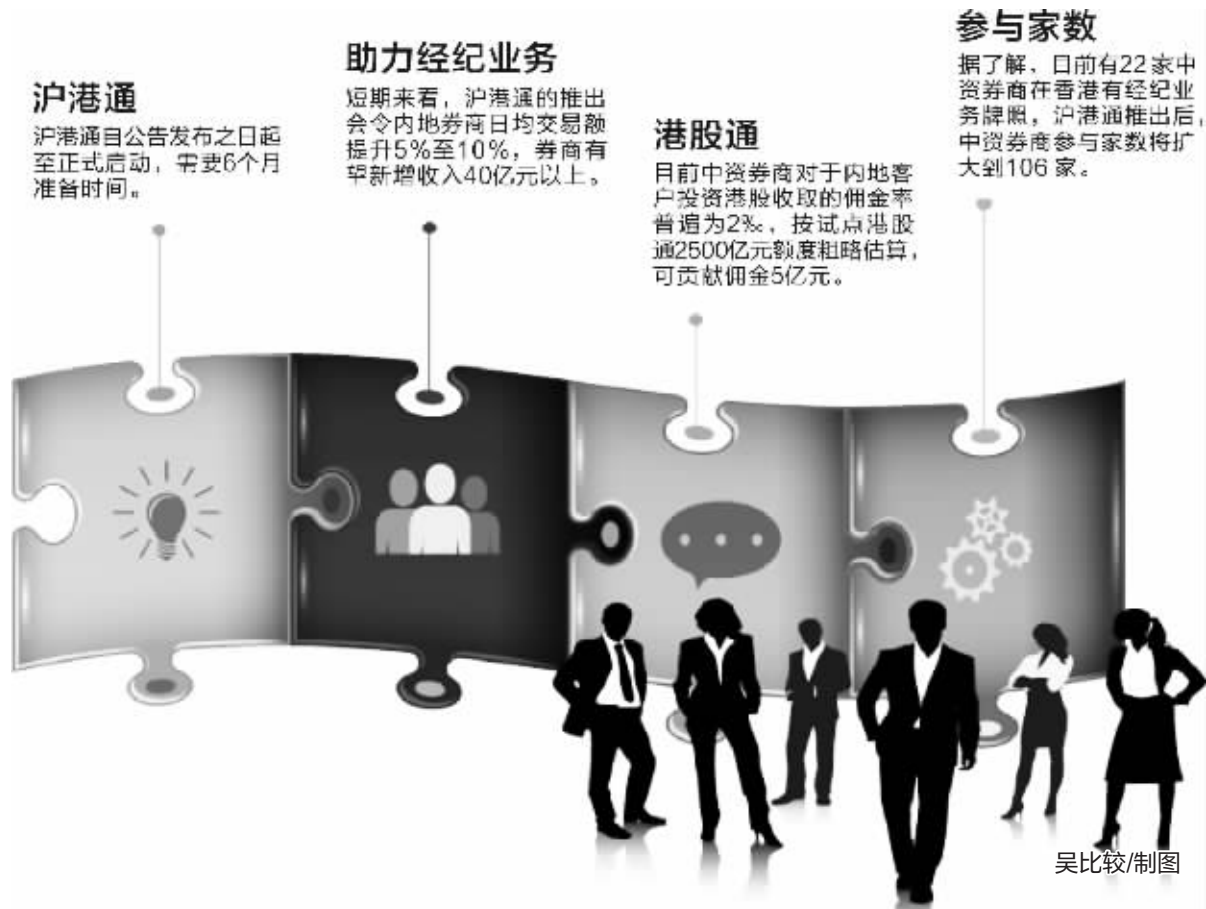 沪港通
沪港通自公告发布之日起
至正式启动，需要6个月
准备时间。
助力经纪业务
短期来看，沪港通的推出
会令内地券商日均交易额
提升5%至10%，券商有
望新增收入40亿元以上。
港股通
目前中资券商对于内地客
户投资港股收取的佣金率
普遍为2‰，按试点港股
通2500亿元额度粗略估算，
可贡献佣金5亿元。
参与家数
据了解，目前有22家中
资券商在香港有经纪业
务牌照，沪港通推出后，
中资券商参与家数将扩
大到106家。
吴比较/制图